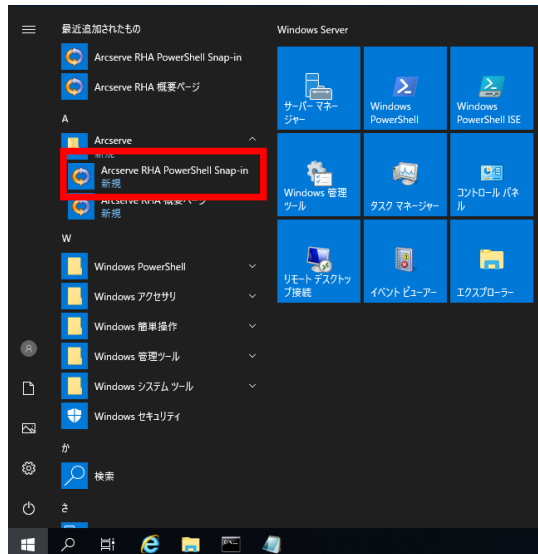 最近追加されたもの
Arcserve RHA PowerShell Snap-in
Arcserve RHA 概要ページ
A
Arcserve
新規
Arcserve RHA PowerShell Snap-in
新規
Arcserve RHA 概要ページ
新規
W
Windows PowerShell
Windows アクセサリ
Windows 簡単操作
Windows 管理ツール
Windows システム ツール
Windows セキュリティ
か
検索
さ
Windows Server
サーバー マネー
ジャー
Windows
PowerShell
Windows
PowerShell ISE
Windows 管理
ツール
タスク マネージャー
コントロール パネ
ル
リモート デスクトッ
プ接続
イベント ビューアー
エクスプローラー